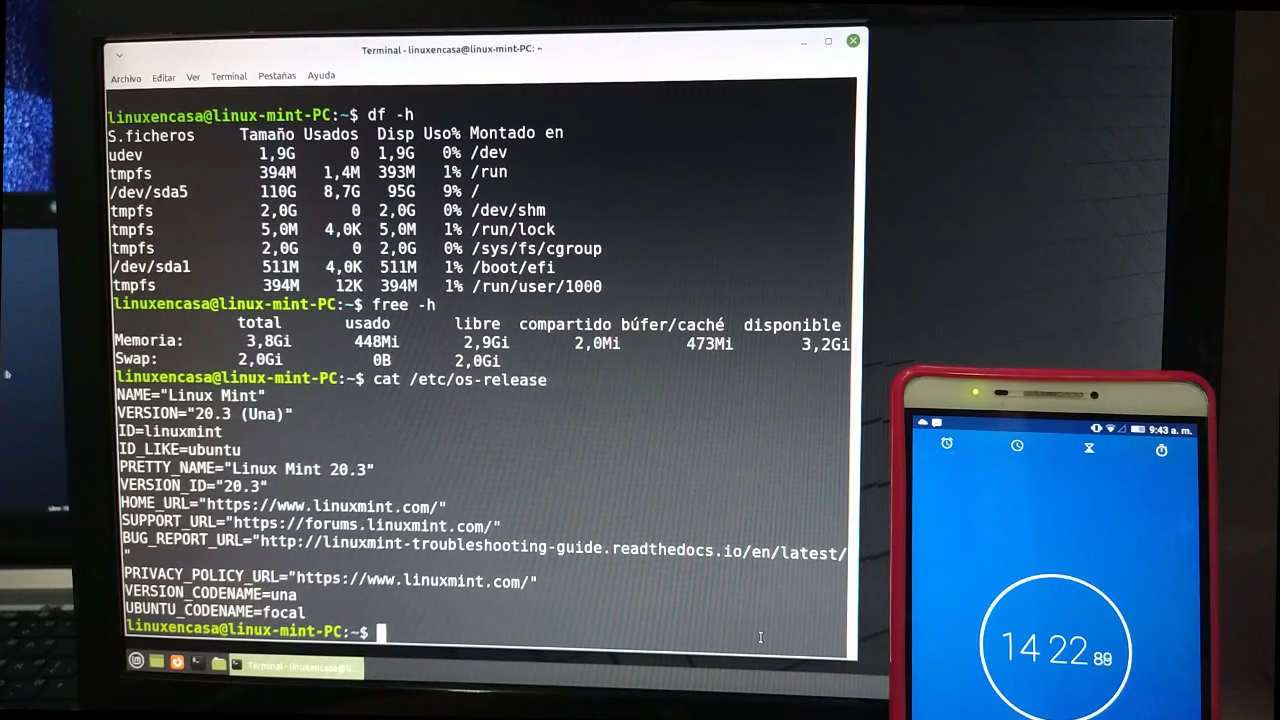 Terminal - linuxencasa@linux-mint-PC: ~
Archivo Editar Ver Terminal Pestañas Ayuda
linuxencasa@linux-mint-PC:~$ df -h
S.ficheros Tamaño Usados Disp Uso% Montado en
udev 1,9G 0 1,9G 0% /dev
tmpfs 394M 1,4M 393M 1% /run
/dev/sda5 110G 8,7G 95G 9% /
tmpfs 2,0G 0 2,0G 0% /dev/shm
tmpfs 5,0M 4,0K 5,0M 1% /run/lock
tmpfs 2,0G 0 2,0G 0% /sys/fs/cgroup
/dev/sda1 511M 4,0K 511M 1% /boot/efi
tmpfs 394M 12K 394M 1% /run/user/1000
linuxencasa@linux-mint-PC:~$ free -h
total usado libre compartido búfer/caché disponible
Memoria: 3,8Gi 448Mi 2,9Gi 2,0Mi 473Mi 3,2Gi
Swap: 2,0Gi 0B 2,0Gi
linuxencasa@linux-mint-PC:~$ cat /etc/os-release
NAME="Linux Mint"
VERSION="20.3 (Una)"
ID=linuxmint
ID_LIKE=ubuntu
PRETTY_NAME="Linux Mint 20.3"
VERSION_ID="20.3"
HOME_URL="https://www.linuxmint.com/"
SUPPORT_URL="https://forums.linuxmint.com/"
BUG_REPORT_URL="http://linuxmint-troubleshooting-guide.readthedocs.io/en/latest/
"
PRIVACY_POLICY_URL="https://www.linuxmint.com/"
VERSION_CODENAME=una
UBUNTU_CODENAME=focal
linuxencasa@linux-mint-PC:~$
Terminal - linuxencasa@li...
9:43 a. m.
14 22 89